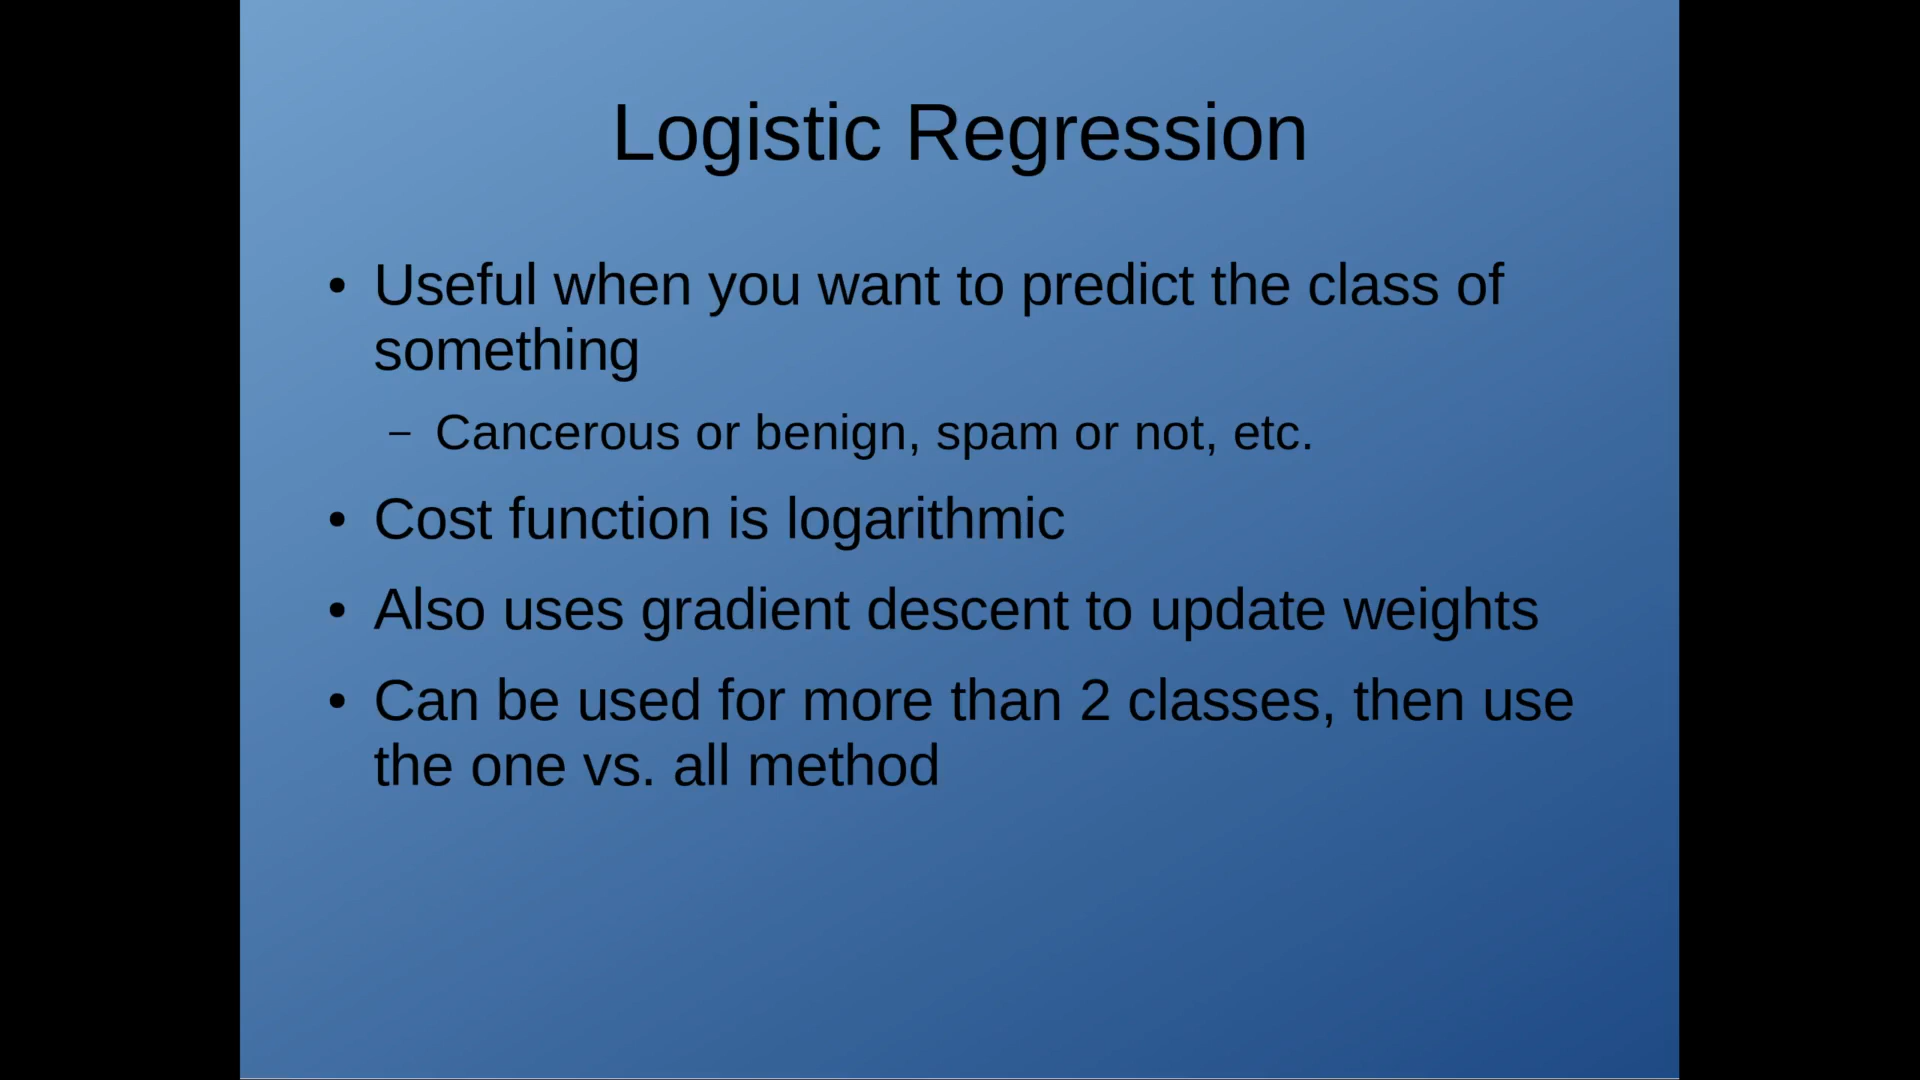 Logistic Regression
• Useful when you want to predict the class of
something
– Cancerous or benign, spam or not, etc.
• Cost function is logarithmic
• Also uses gradient descent to update weights
• Can be used for more than 2 classes, then use
the one vs. all method